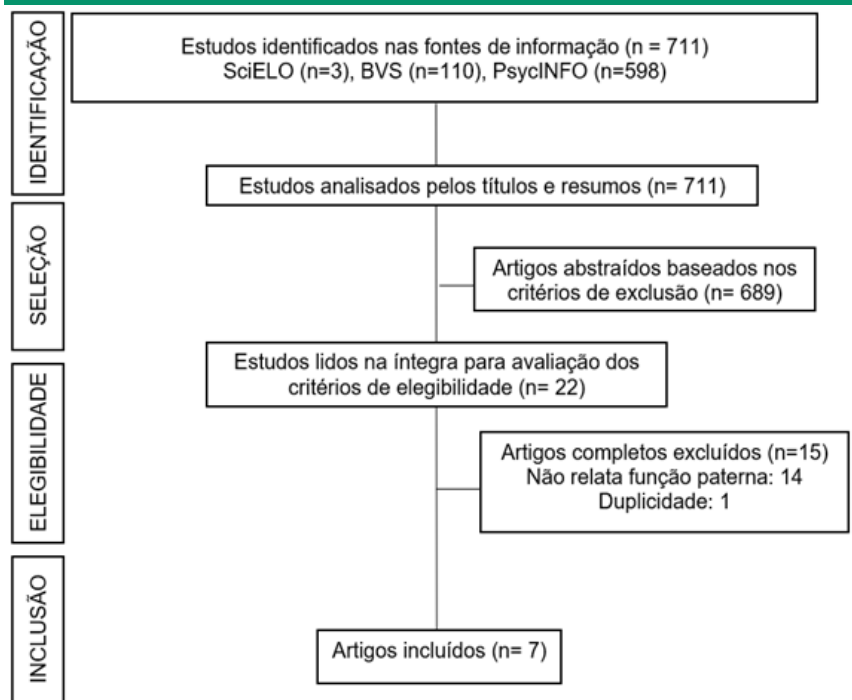 IDENTIFICAÇÃO
Estudos identificados nas fontes de informação (n = 711)
SciELO (n=3), BVS (n=110), PsycINFO (n=598)
Estudos analisados pelos títulos e resumos (n= 711)
SELEÇÃO
Artigos abstraídos baseados nos
critérios de exclusão (n= 689)
Estudos lidos na íntegra para avaliação dos
critérios de elegibilidade (n= 22)
ELEGIBILIDADE
Artigos completos excluídos (n=15)
Não relata função paterna: 14
Duplicidade: 1
INCLUSÃO
Artigos incluídos (n= 7)